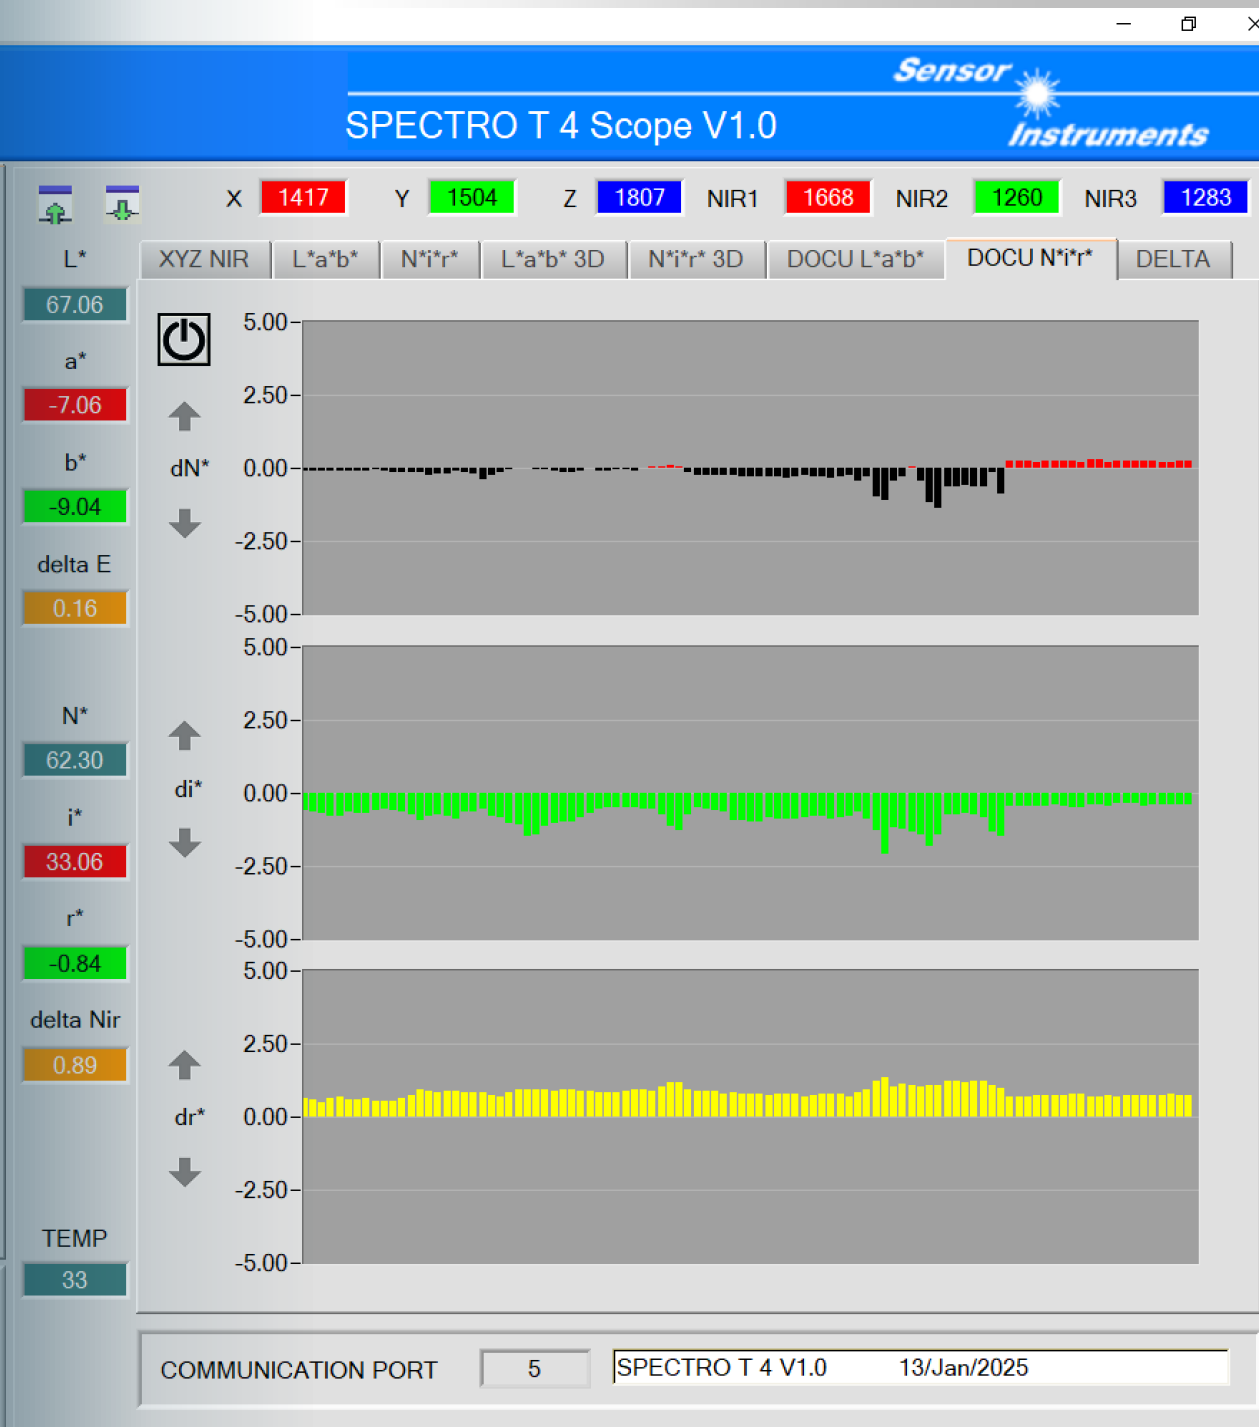 Sensor
Instruments
SPECTRO T 4 Scope V1.0
X 1417 Y 1504 Z 1807 NIR1 1668 NIR2 1260 NIR3 1283
XYZ NIR L*a*b* N*i*r* L*a*b* 3D N*i*r* 3D DOCU L*a*b* DOCU N*i*r* DELTA
L*
67.06
a*
-7.06
b*
-9.04
delta E
0.16
N*
62.30
i*
33.06
r*
-0.84
delta Nir
0.89
TEMP
33
dN*
5.00
2.50
0.00
-2.50
-5.00
di*
5.00
2.50
0.00
-2.50
-5.00
dr*
5.00
2.50
0.00
-2.50
-5.00
COMMUNICATION PORT 5 SPECTRO T 4 V1.0 13/Jan/2025